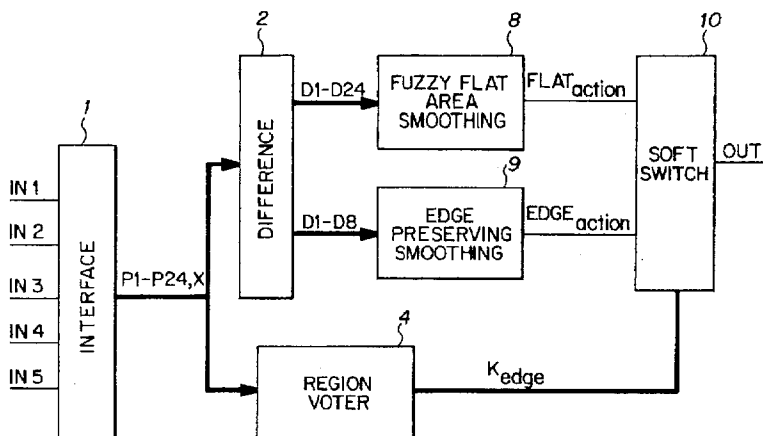 1
INTERFACE
IN 1
IN 2
IN 3
IN 4
IN 5
P1-P24,X
2
DIFFERENCE
D1-D24
D1-D8
8
FUZZY FLAT
AREA
SMOOTHING
FLATaction
9
EDGE
PRESERVING
SMOOTHING
EDGEaction
4
REGION
VOTER
Kedge
10
SOFT
SWITCH
OUT